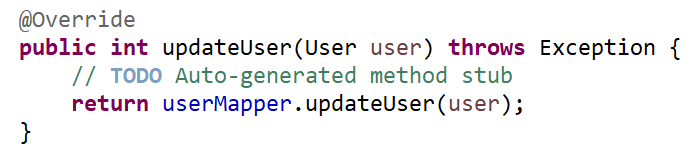 @Override
public int updateUser(User user) throws Exception {
    // TODO Auto-generated method stub
    return userMapper.updateUser(user);
}